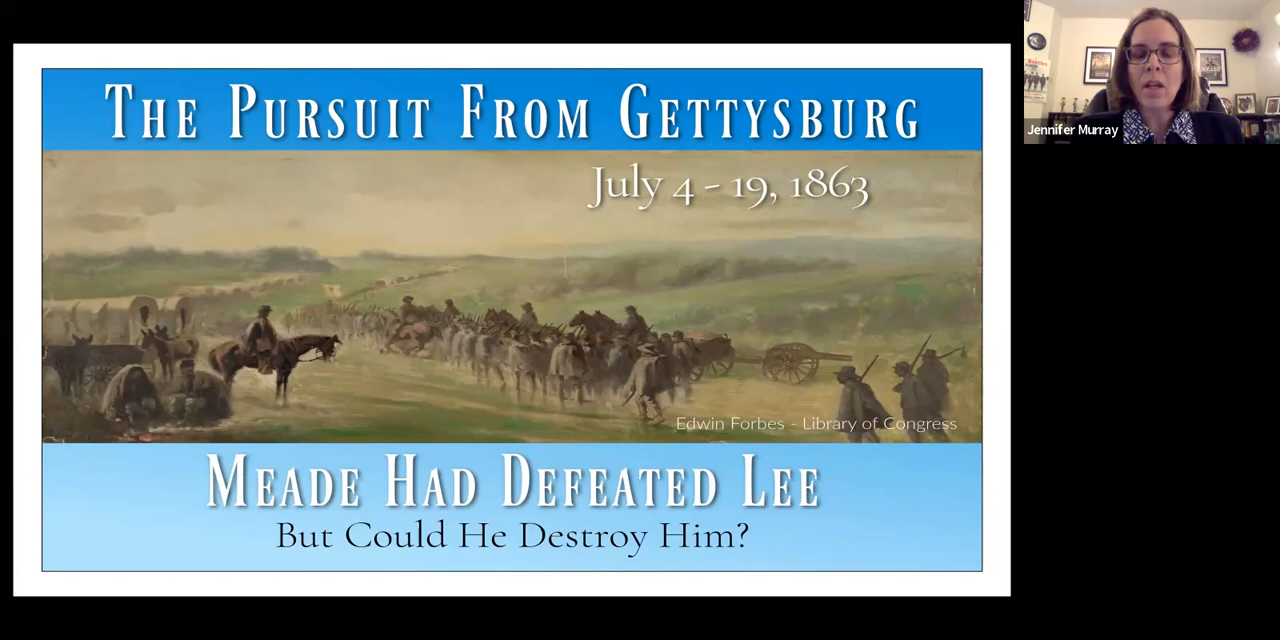 The Pursuit From Gettysburg
July 4 - 19, 1863
Edwin Forbes - Library of Congress
Meade Had Defeated Lee
But Could He Destroy Him?
Jennifer Murray